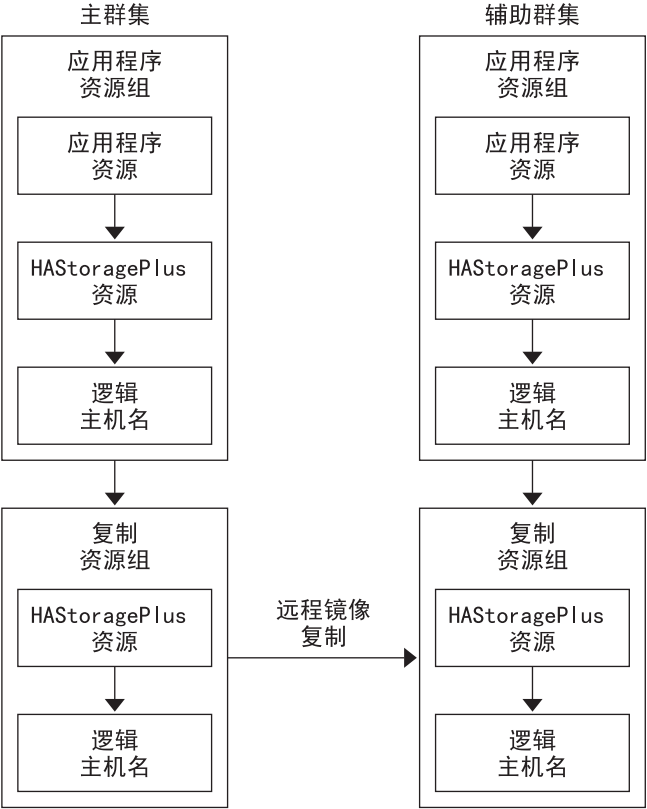 主群集
应用程序
资源组
应用程序
资源
HAStoragePlus
资源
逻辑
主机名
复制
资源组
HAStoragePlus
资源
逻辑
主机名
远程镜像
复制
辅助群集
应用程序
资源组
应用程序
资源
HAStoragePlus
资源
逻辑
主机名
复制
资源组
HAStoragePlus
资源
逻辑
主机名